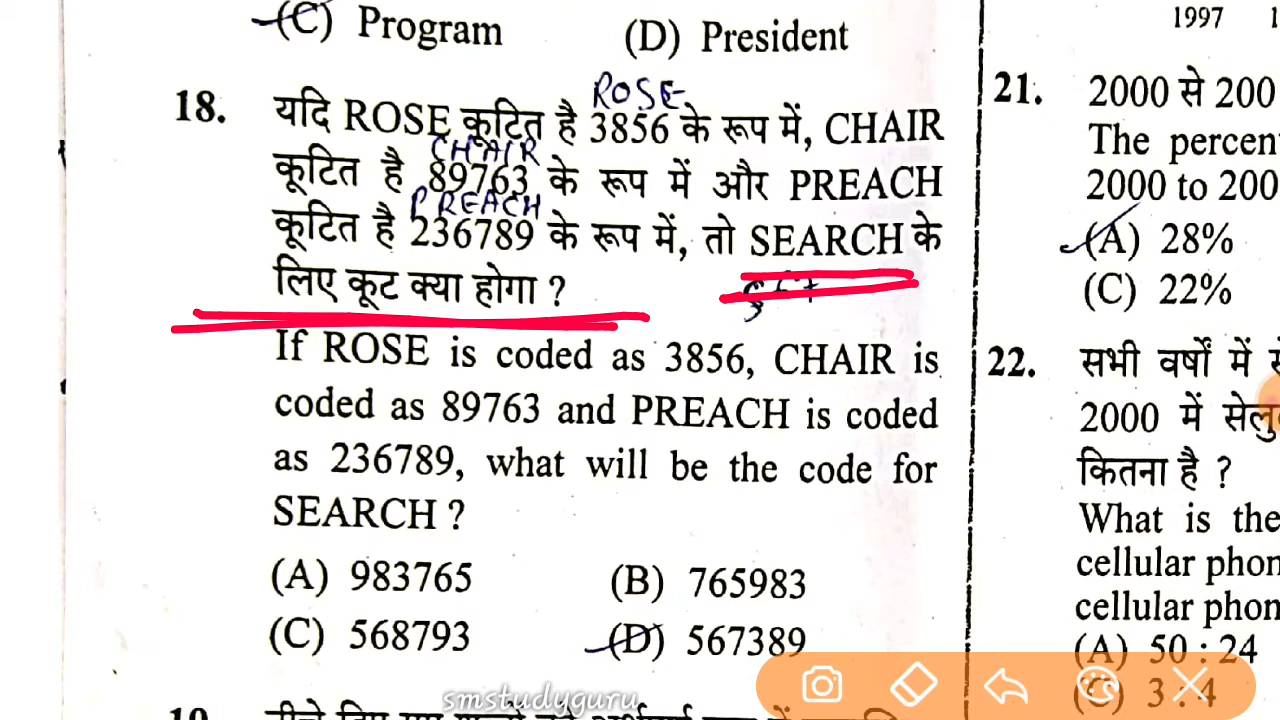 (C) Program (D) President
18. ROSE
यदि ROSE कूटित है 3856 के रूप में, CHAIR
CHAIR
कूटित है 89763 के रूप में और PREACH
PREACH
कूटित है 236789 के रूप में, तो SEARCH के
लिए कूट क्या होगा ?
If ROSE is coded as 3856, CHAIR is
coded as 89763 and PREACH is coded
as 236789, what will be the code for
SEARCH ?
(A) 983765 (B) 765983
(C) 568793 (D) 567389
smstudyguru
1997
21. 2000 से 200
The percen
2000 to 200
(A) 28%
(C) 22%
22. सभी वर्षों में
2000 में सेलु
कितना है ?
What is the
cellular phon
cellular phon
(A) 50 : 24
(C) 3 : 4